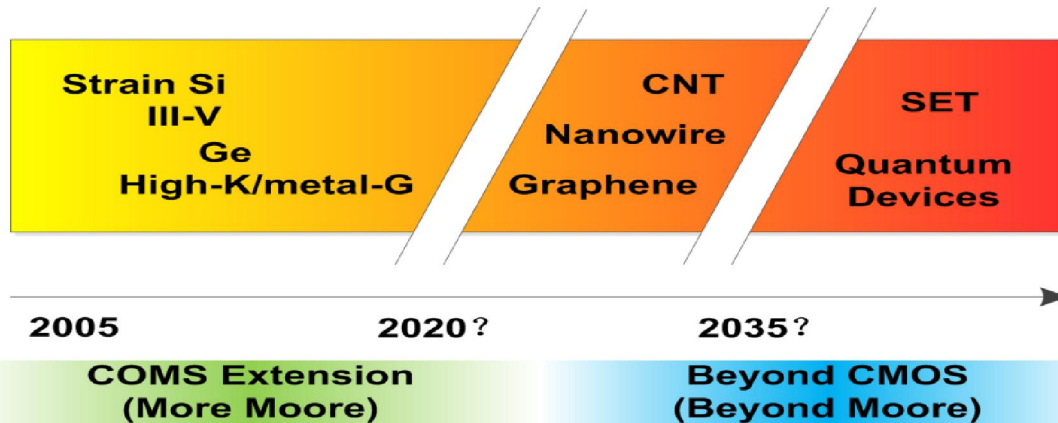 Strain Si
III-V
Ge
High-K/metal-G
CNT
Nanowire
Graphene
SET
Quantum
Devices
2005
2020?
2035?
COMS Extension
(More Moore)
Beyond CMOS
(Beyond Moore)